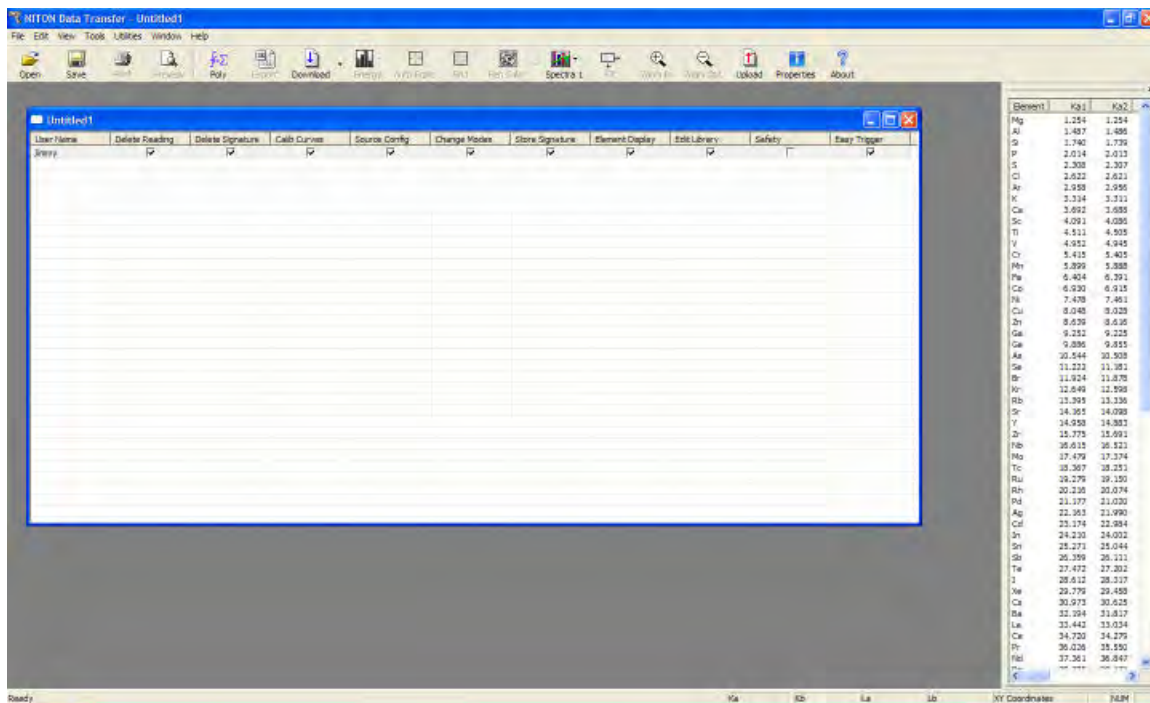 NITON Data Transfer - Untitled1
File Edit View Tools Utilities Window Help
Open Save Print Preview Poly Export Download Energy Spectra 1 Upload Properties About
Untitled1
User Name Delete Reading Delete Signature Calib Curves Source Config Change Modes Store Signature Element Display Edit Library Safety Easy Trigger
Element Ka1 Ka2
Mg 1.254 1.254
Al 1.487 1.486
Si 1.740 1.739
P 2.014 2.013
S 2.308 2.307
Cl 2.622 2.621
Ar 2.958 2.956
K 3.314 3.311
Ca 3.692 3.688
Sc 4.091 4.086
Ti 4.511 4.505
V 4.952 4.945
Cr 5.415 5.405
Mn 5.899 5.888
Fe 6.404 6.391
Co 6.930 6.915
Ni 7.478 7.461
Cu 8.048 8.028
Zn 8.639 8.616
Ga 9.252 9.225
Ge 9.886 9.855
As 10.544 10.508
Se 11.222 11.181
Br 11.924 11.878
Kr 12.649 12.598
Rb 13.395 13.336
Sr 14.165 14.098
Y 14.958 14.883
Zr 15.775 15.691
Nb 16.615 16.521
Mo 17.479 17.374
Tc 18.367 18.251
Ru 19.279 19.150
Rh 20.216 20.074
Pd 21.177 21.020
Ag 22.163 21.990
Cd 23.174 22.984
In 24.210 24.002
Sn 25.271 25.044
Sb 26.359 26.111
Te 27.472 27.202
I 28.612 28.317
Xe 29.779 29.458
Cs 30.973 30.625
Ba 32.194 31.817
La 33.442 33.034
Ce 34.720 34.279
Pr 36.026 35.550
Nd 37.361 36.847
Ready Ka Kb La Lb XY Coordinates NUM